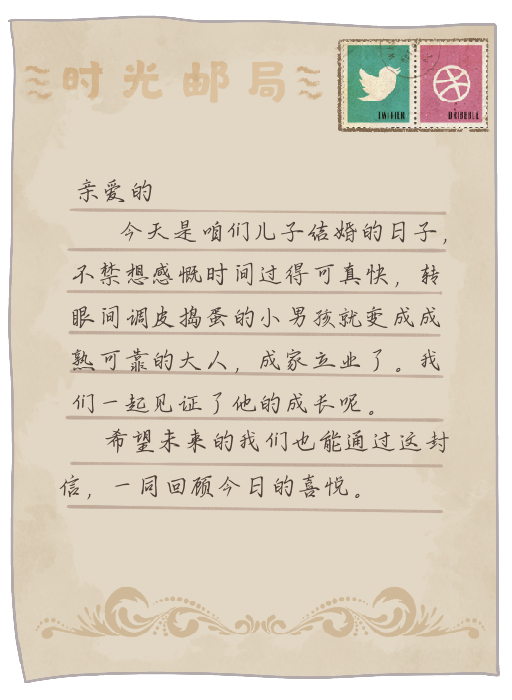 时光邮局
TWITTER
DRIBBBLE
亲爱的
今天是咱们儿子结婚的日子，
不禁想感慨时间过得可真快，转
眼间调皮捣蛋的小男孩就变成成
熟可靠的大人，成家立业了。我
们一起见证了他的成长呢。
希望未来的我们也能通过这封
信，一同回顾今日的喜悦。